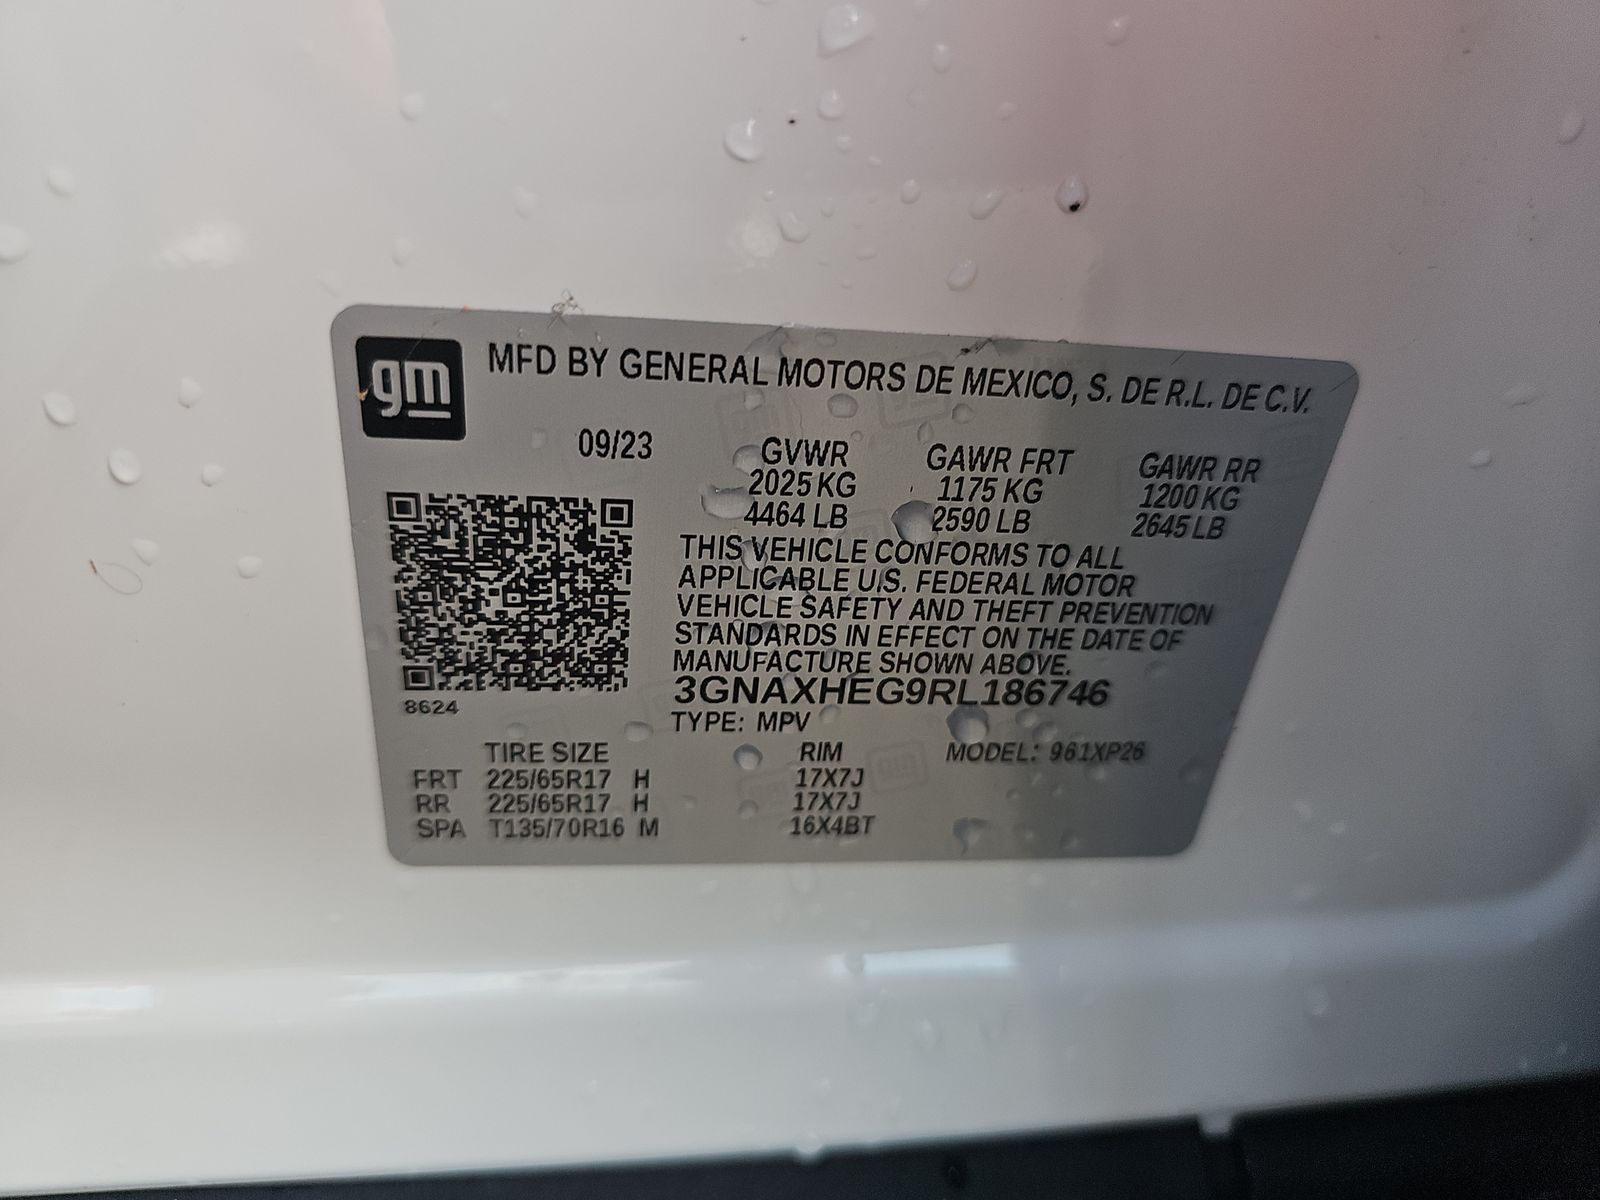 gm MFD BY GENERAL MOTORS DE MEXICO, S. DE R.L. DE C.V.
09/23 GVWR GAWR FRT GAWR RR
2025 KG 1175 KG 1200 KG
4464 LB 2590 LB 2645 LB
THIS VEHICLE CONFORMS TO ALL
APPLICABLE U.S. FEDERAL MOTOR
VEHICLE SAFETY AND THEFT PREVENTION
STANDARDS IN EFFECT ON THE DATE OF
MANUFACTURE SHOWN ABOVE.
3GNAXHEG9RL186746
8624 TYPE: MPV
TIRE SIZE RIM MODEL: 961XP26
FRT 225/65R17 H 17X7J
RR 225/65R17 H 17X7J
SPA T135/70R16 M 16X4BT